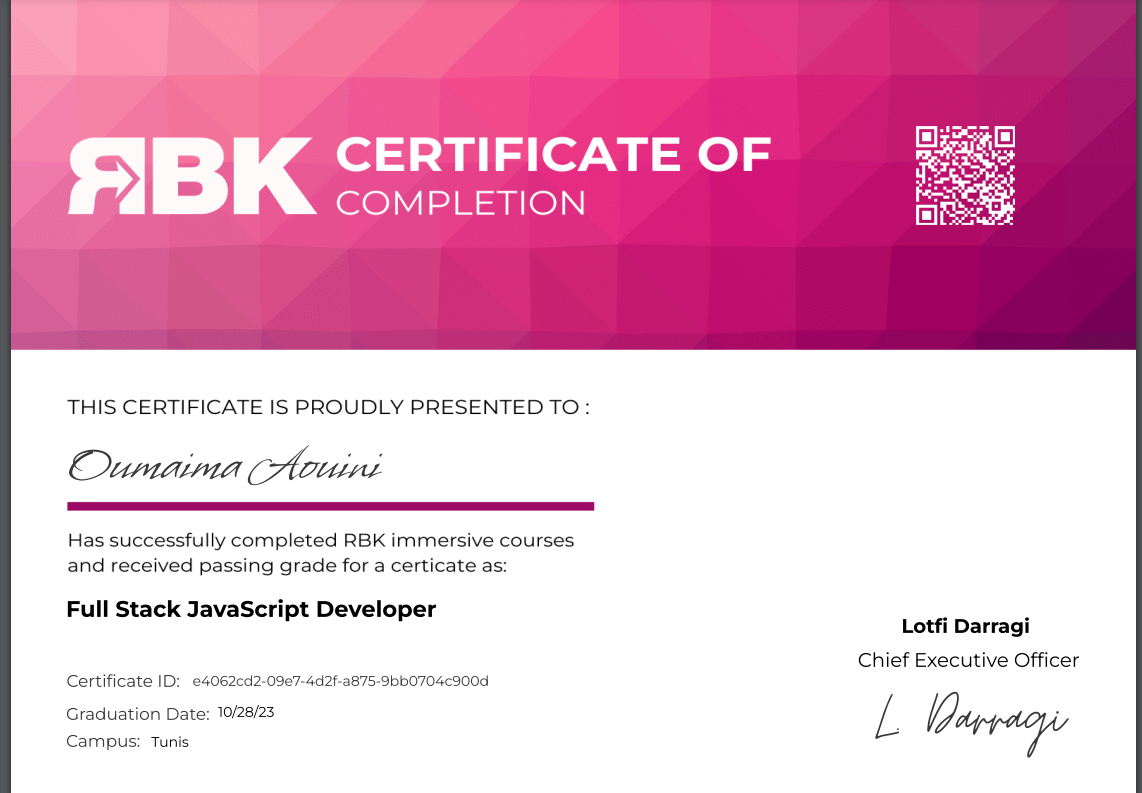 RBK CERTIFICATE OF
COMPLETION
THIS CERTIFICATE IS PROUDLY PRESENTED TO :
Oumaima Aouini
Has successfully completed RBK immersive courses
and received passing grade for a certicate as:
Full Stack JavaScript Developer
Lotfi Darragi
Chief Executive Officer
L. Darragi
Certificate ID: e4062cd2-09e7-4d2f-a875-9bb0704c900d
Graduation Date: 10/28/23
Campus: Tunis